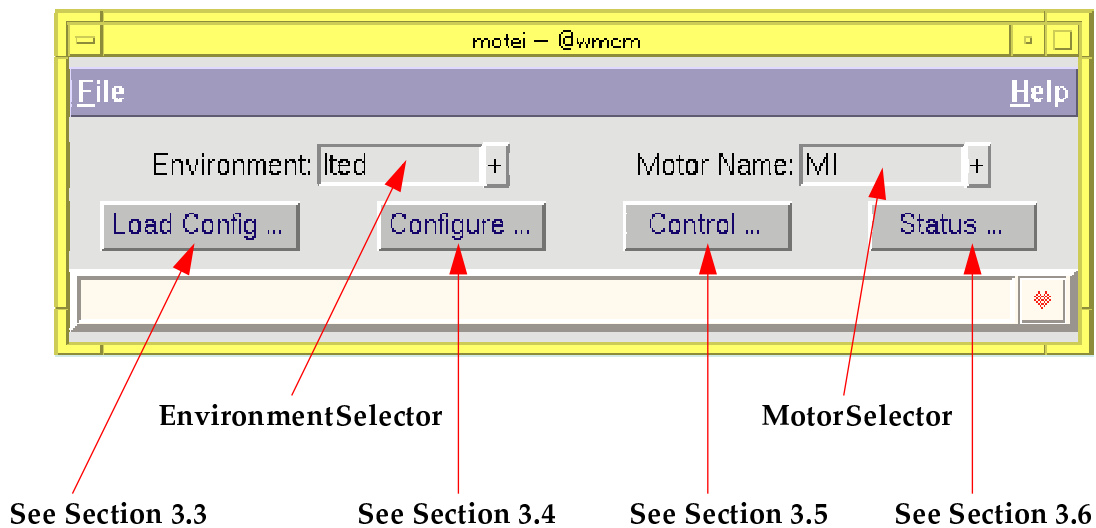 motei – @wmcm
File Help
Environment: lted + Motor Name: MI +
Load Config ... Configure ... Control ... Status ...
EnvironmentSelector MotorSelector
See Section 3.3 See Section 3.4 See Section 3.5 See Section 3.6